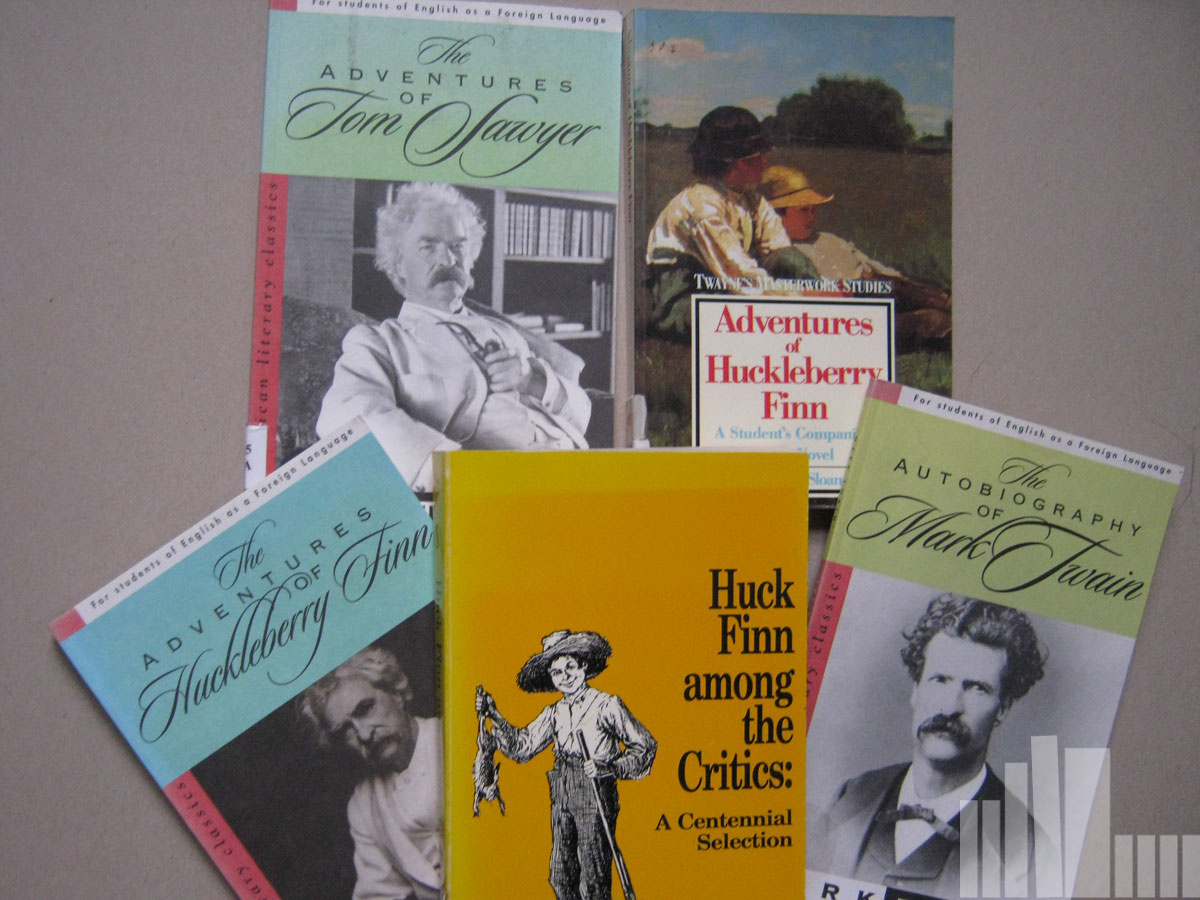 For students of English as a Foreign Language
The
ADVENTURES
OF
Tom Sawyer
ican literary classics
TWAYNE'S MASTERWORK STUDIES
Adventures
of
Huckleberry
Finn
A Student's Compani
Novel
Sloan
For students of English as a Foreign Language
The
ADVENTURES
OF
Huckleberry Finn
ary classics
Huck
Finn
among
the
Critics:
A Centennial
Selection
For students of English as a Foreign Language
The
AUTOBIOGRAPHY
OF
Mark Twain
ary classics
R K